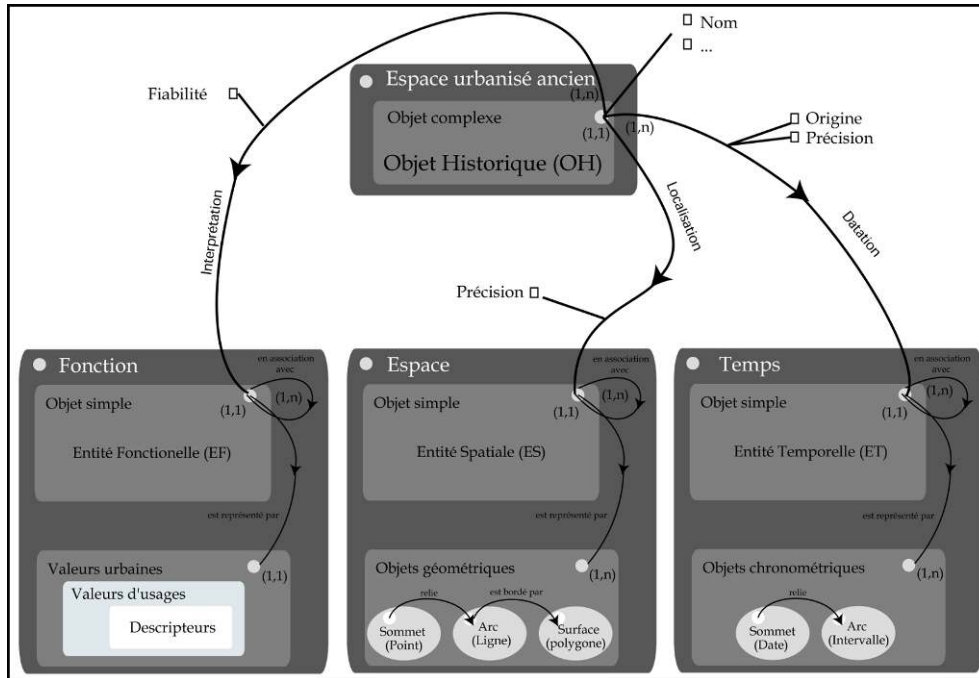 Nom
...
Fiabilité
Espace urbanisé ancien
(1,n)
Objet complexe
(1,1)
(1,n)
Objet Historique (OH)
Origine
Précision
Interprétation
Localisation
Datation
Précision
Fonction
en association
avec
Objet simple
(1,n)
(1,1)
Entité Fonctionelle (EF)
est représenté par
Valeurs urbaines
(1,1)
Valeurs d'usages
Descripteurs
Espace
en association
avec
Objet simple
(1,n)
(1,1)
Entité Spatiale (ES)
est représenté par
Objets géométriques
(1,n)
relie
est bordé par
Sommet
(Point)
Arc
(Ligne)
Surface
(polygone)
Temps
en association
avec
Objet simple
(1,n)
(1,1)
Entité Temporelle (ET)
est représenté par
Objets chronométriques
(1,n)
relie
Sommet
(Date)
Arc
(Intervalle)